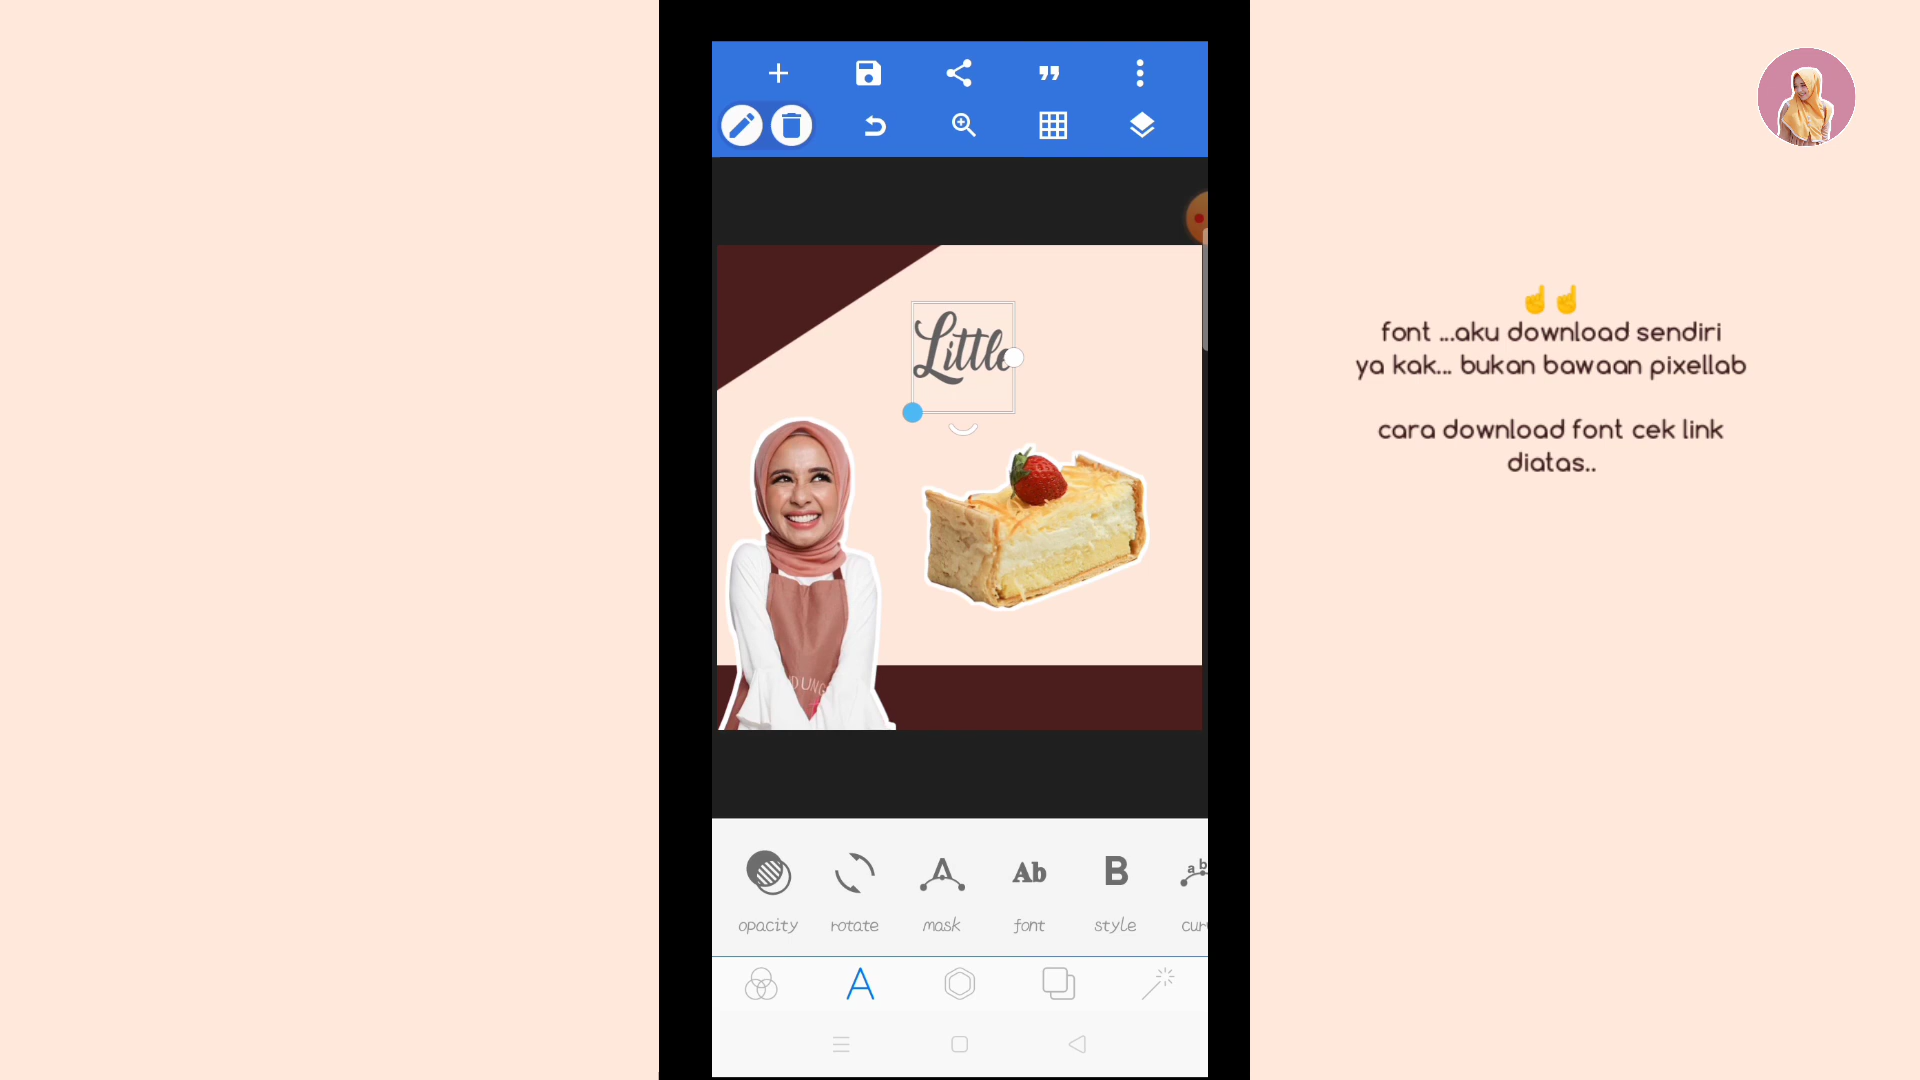 Little
opacity
rotate
mask
Ab
font
B
style
a b
font ...aku download sendiri
ya kak... bukan bawaan pixellab
cara download font cek link
diatas..